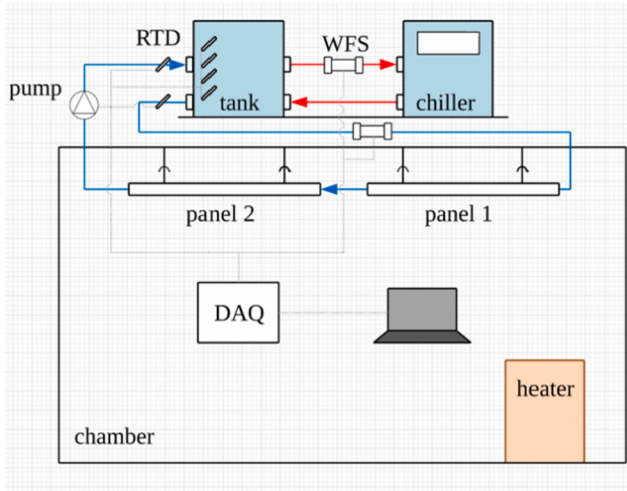 RTD
WFS
pump
tank
chiller
panel 2
panel 1
DAQ
heater
chamber